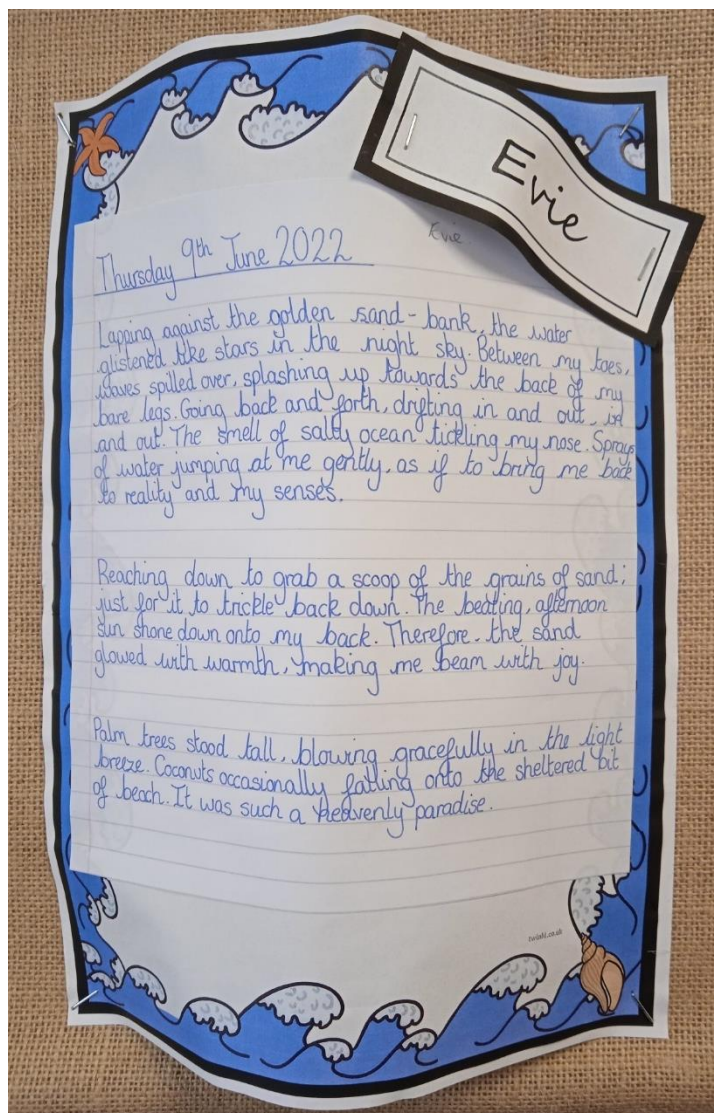 Evie
Evie
Thursday 9th June 2022
Lapping against the golden sand-bank, the water
glistened like stars in the night sky. Between my toes,
waves spilled over, splashing up towards the back of my
bare legs. Going back and forth, drifting in and out, in
and out. The smell of salty ocean tickling my nose. Sprays
of water jumping at me gently, as if to bring me back
to reality and my senses.
Reaching down to grab a scoop of the grains of sand;
just for it to trickle back down. The beating, afternoon
sun shone down onto my back. Therefore, the sand
glowed with warmth, making me beam with joy.
Palm trees stood tall, blowing gracefully in the light
breeze. Coconuts occasionally falling onto the sheltered bit
of beach. It was such a heavenly paradise.
twinkl.co.uk